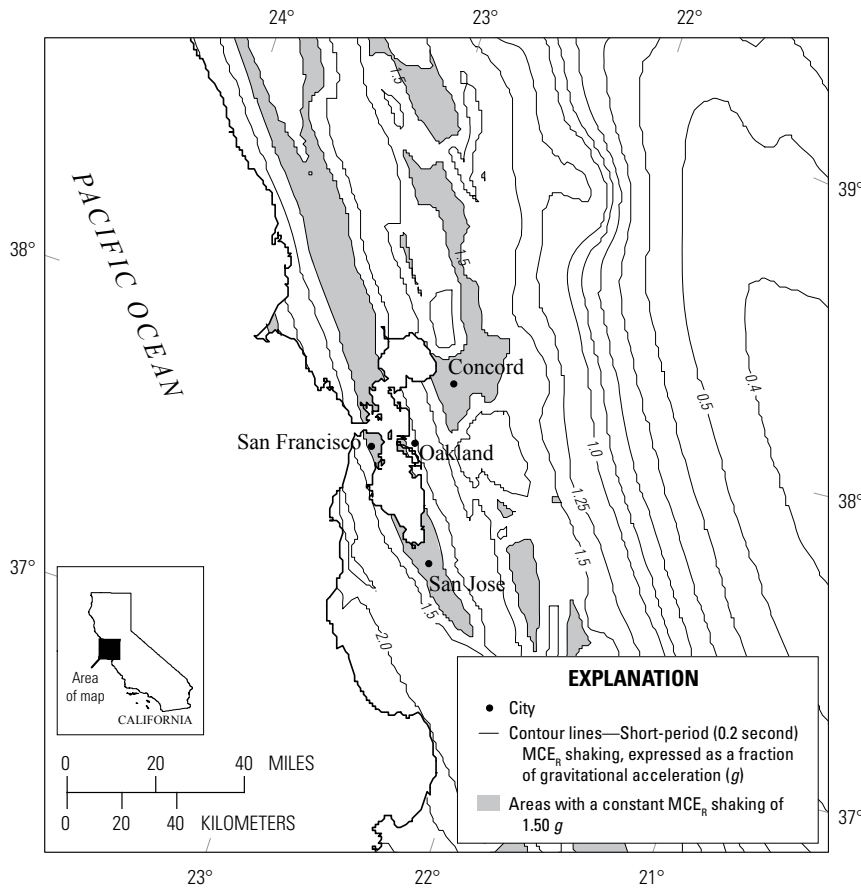 24°
23°
22°
1.5
39°
PACIFIC OCEAN
38°
1.5
Concord
0.5
0.4
San Francisco
Oakland
1.0
1.25
38°
1.5
37°
San Jose
1.5
2.0
Area
of map
CALIFORNIA
EXPLANATION
City
Contour lines—Short-period (0.2 second)
MCE_R shaking, expressed as a fraction
of gravitational acceleration (g)
Areas with a constant MCE_R shaking of
1.50 g
0 20 40 MILES
0 20 40 KILOMETERS
37°
23°
22°
21°